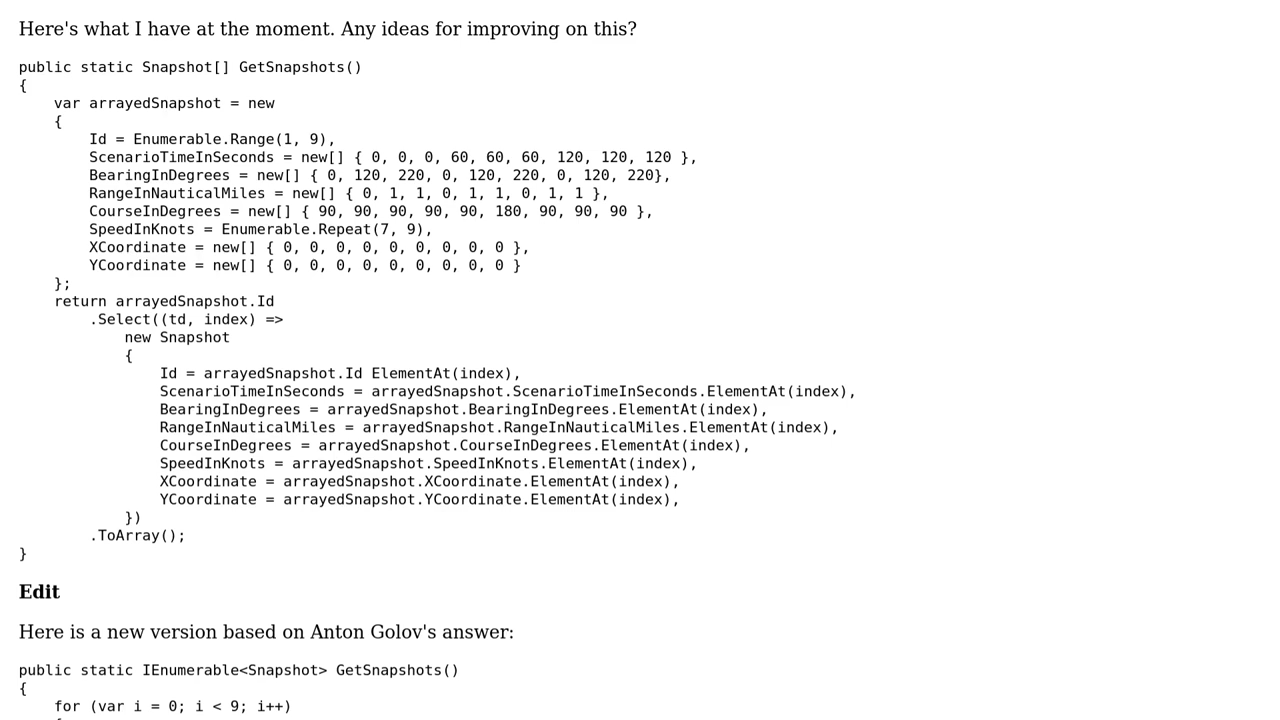 Here's what I have at the moment. Any ideas for improving on this?
public static Snapshot[] GetSnapshots()
{
    var arrayedSnapshot = new
    {
        Id = Enumerable.Range(1, 9),
        ScenarioTimeInSeconds = new[] { 0, 0, 0, 60, 60, 60, 120, 120, 120 },
        BearingInDegrees = new[] { 0, 120, 220, 0, 120, 220, 0, 120, 220},
        RangeInNauticalMiles = new[] { 0, 1, 1, 0, 1, 1, 0, 1, 1 },
        CourseInDegrees = new[] { 90, 90, 90, 90, 90, 180, 90, 90, 90 },
        SpeedInKnots = Enumerable.Repeat(7, 9),
        XCoordinate = new[] { 0, 0, 0, 0, 0, 0, 0, 0, 0 },
        YCoordinate = new[] { 0, 0, 0, 0, 0, 0, 0, 0, 0 }
    };
    return arrayedSnapshot.Id
        .Select((td, index) =>
            new Snapshot
            {
                Id = arrayedSnapshot.Id ElementAt(index),
                ScenarioTimeInSeconds = arrayedSnapshot.ScenarioTimeInSeconds.ElementAt(index),
                BearingInDegrees = arrayedSnapshot.BearingInDegrees.ElementAt(index),
                RangeInNauticalMiles = arrayedSnapshot.RangeInNauticalMiles.ElementAt(index),
                CourseInDegrees = arrayedSnapshot.CourseInDegrees.ElementAt(index),
                SpeedInKnots = arrayedSnapshot.SpeedInKnots.ElementAt(index),
                XCoordinate = arrayedSnapshot.XCoordinate.ElementAt(index),
                YCoordinate = arrayedSnapshot.YCoordinate.ElementAt(index),
            })
        .ToArray();
}
Edit
Here is a new version based on Anton Golov's answer:
public static IEnumerable<Snapshot> GetSnapshots()
{
    for (var i = 0; i < 9; i++)